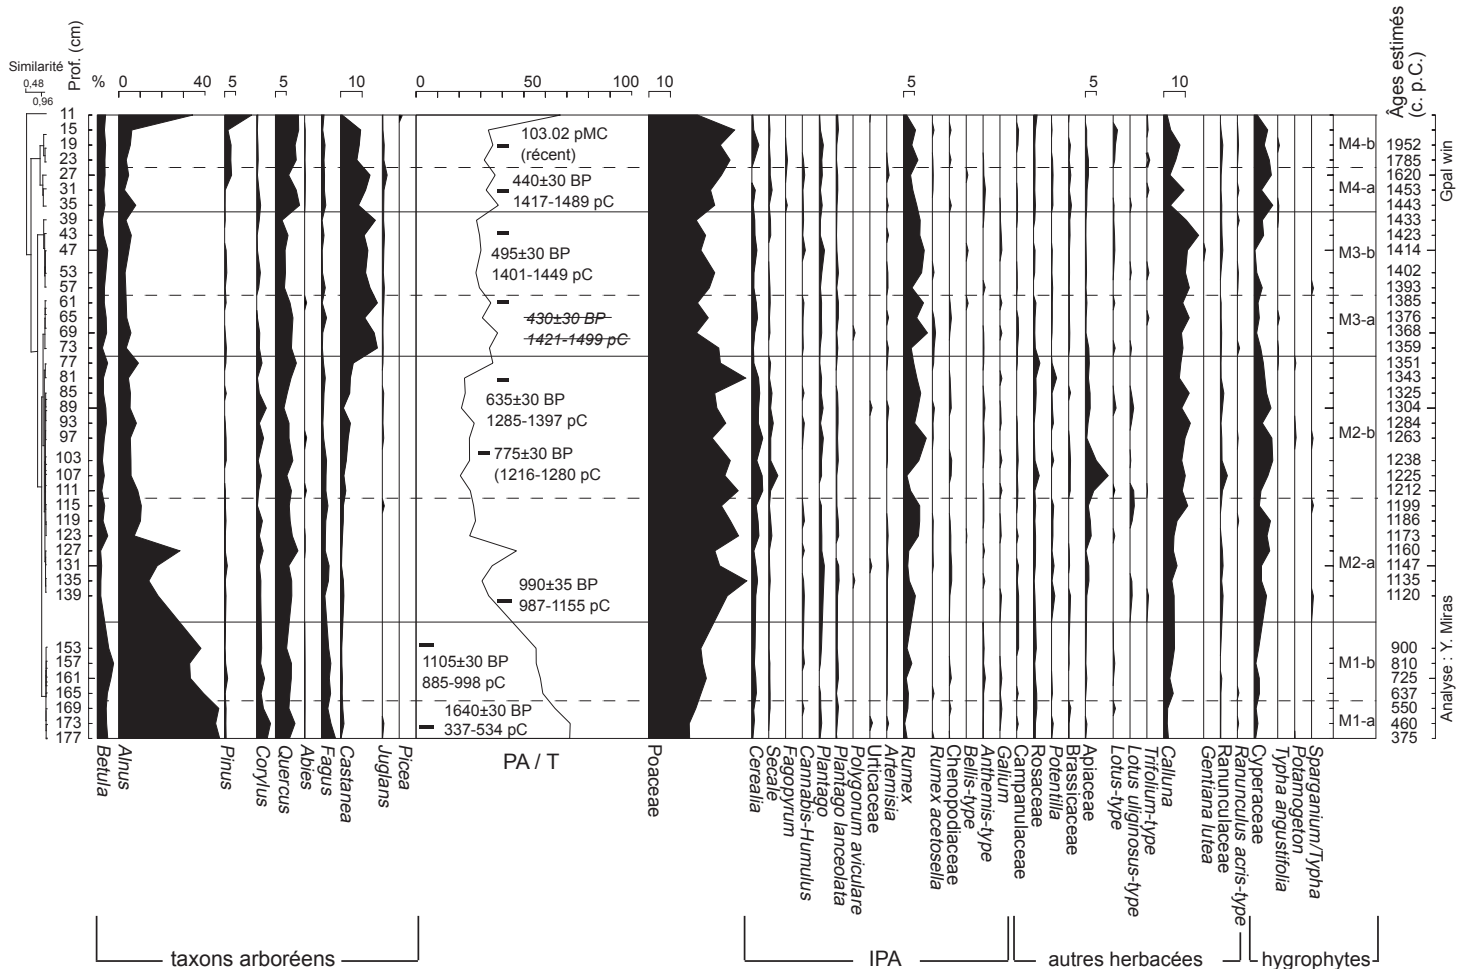 Similarité
0,48
0,96
Prof. (cm)
% 0 40 5 5 10 0 50 100 10 5 5 10
Âges estimés
(c. p.C.)
11
15
19
23
27
31
35
39
43
47
53
57
61
65
69
73
77
81
85
89
93
97
103
107
111
115
119
123
127
131
135
139
153
157
161
165
169
173
177
103.02 pMC
(récent)
440±30 BP
1417-1489 pC
495±30 BP
1401-1449 pC
430±30 BP
1421-1499 pC
635±30 BP
1285-1397 pC
775±30 BP
(1216-1280 pC
990±35 BP
987-1155 pC
1105±30 BP
885-998 pC
1640±30 BP
337-534 pC
M4-b
M4-a
M3-b
M3-a
M2-b
M2-a
M1-b
M1-a
1952
1785
1620
1453
1443
1433
1423
1414
1402
1393
1385
1376
1368
1359
1351
1343
1325
1304
1284
1263
1238
1225
1212
1199
1186
1173
1160
1147
1135
1120
900
810
725
637
550
460
375
Gpal win
Analyse : Y. Miras
Betula
Alnus
Pinus
Corylus
Quercus
Abies
Fagus
Castanea
Juglans
Picea
PA / T
Poaceae
Cerealia
Secale
Fagopyrum
Cannabis-Humulus
Plantago
Plantago lanceolata
Polygonum aviculare
Urticaceae
Artemisia
Rumex
Rumex acetosella
Chenopodiaceae
Bellis-type
Anthemis-type
Galium
Campanulaceae
Rosaceae
Potentilla
Brassicaceae
Apiaceae
Lotus-type
Lotus uliginosus-type
Trifolium-type
Calluna
Gentiana lutea
Ranunculaceae
Ranunculus acris-type
Cyperaceae
Typha angustifolia
Potamogeton
Sparganium/Typha
taxons arboréens
IPA
autres herbacées
hygrophytes